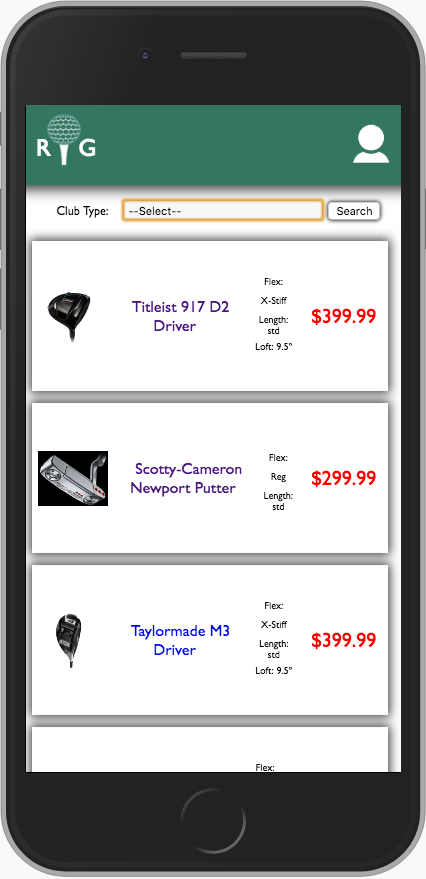 R G
Club Type: --Select-- Search
Flex:
X-Stiff
Titleist 917 D2
Driver
Length:
std
Loft: 9.5°
$399.99
Scotty-Cameron
Newport Putter
Flex:
Reg
Length:
std
$299.99
Taylormade M3
Driver
Flex:
X-Stiff
Length:
std
Loft: 9.5°
$399.99
Flex: